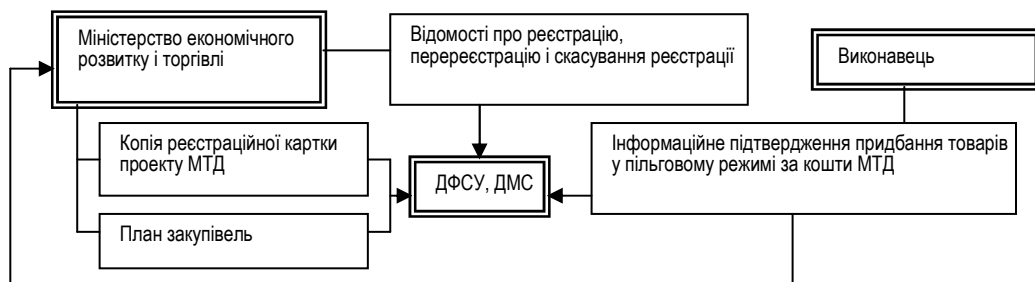 Міністерство економічного
розвитку і торгівлі
Відомості про реєстрацію,
перереєстрацію і скасування реєстрації
Виконавець
Копія реєстраційної картки
проекту МТД
ДФСУ, ДМС
Інформаційне підтвердження придбання товарів
у пільговому режимі за кошти МТД
План закупівель